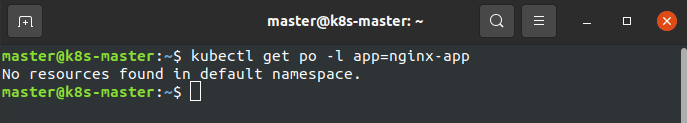 master@k8s-master: ~
master@k8s-master:~$ kubectl get po -l app=nginx-app
No resources found in default namespace.
master@k8s-master:~$